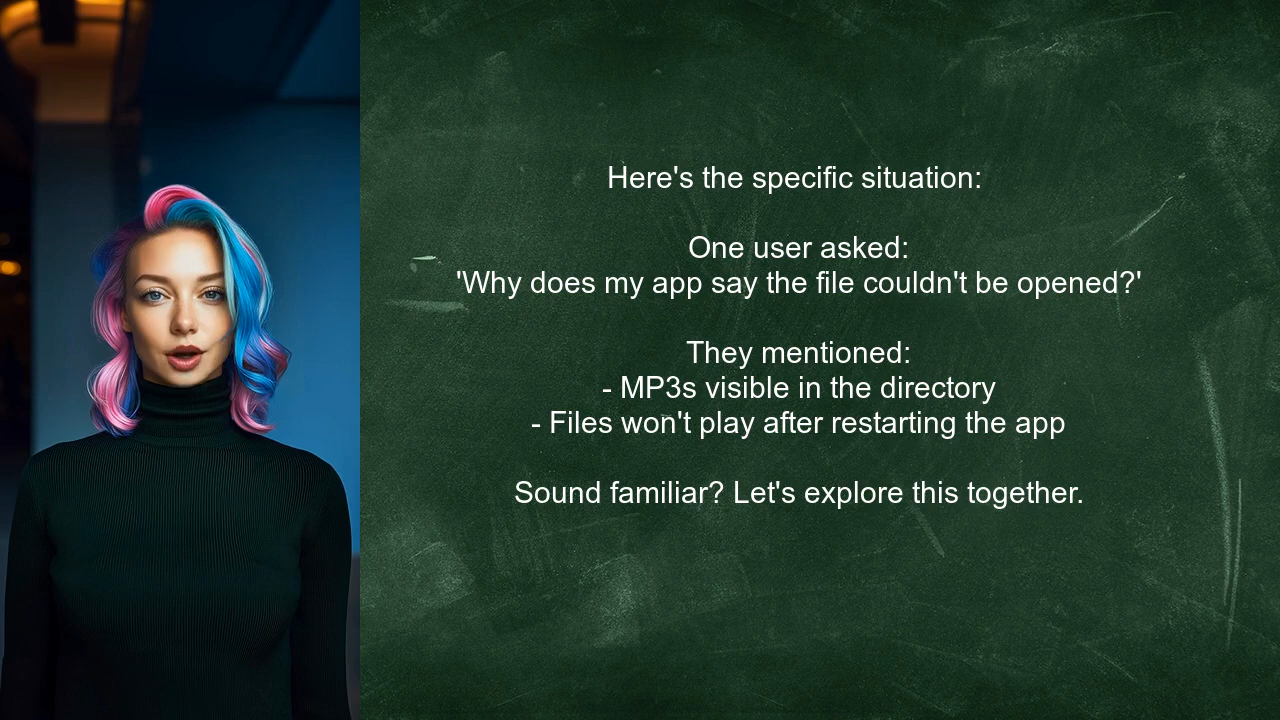 Here's the specific situation:
One user asked:
'Why does my app say the file couldn't be opened?'
They mentioned:
- MP3s visible in the directory
- Files won't play after restarting the app
Sound familiar? Let's explore this together.